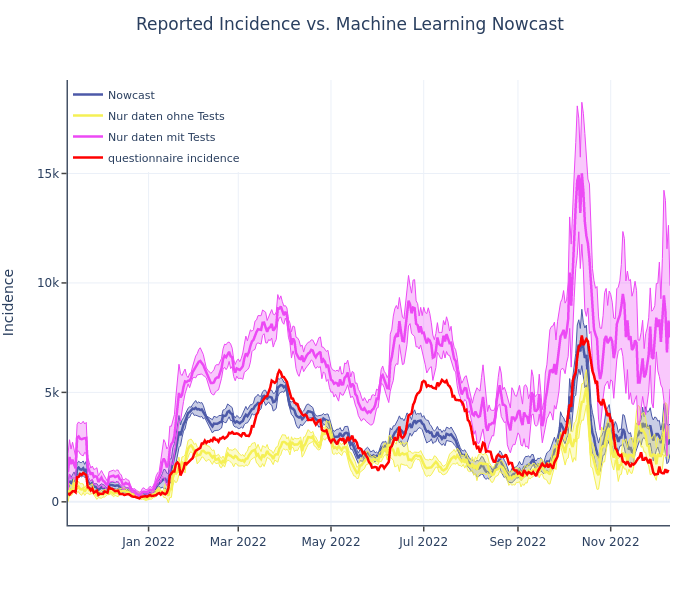 Reported Incidence vs. Machine Learning Nowcast
Nowcast
Nur daten ohne Tests
Nur daten mit Tests
questionnaire incidence
15k
10k
5k
0
Incidence
Jan 2022
Mar 2022
May 2022
Jul 2022
Sep 2022
Nov 2022